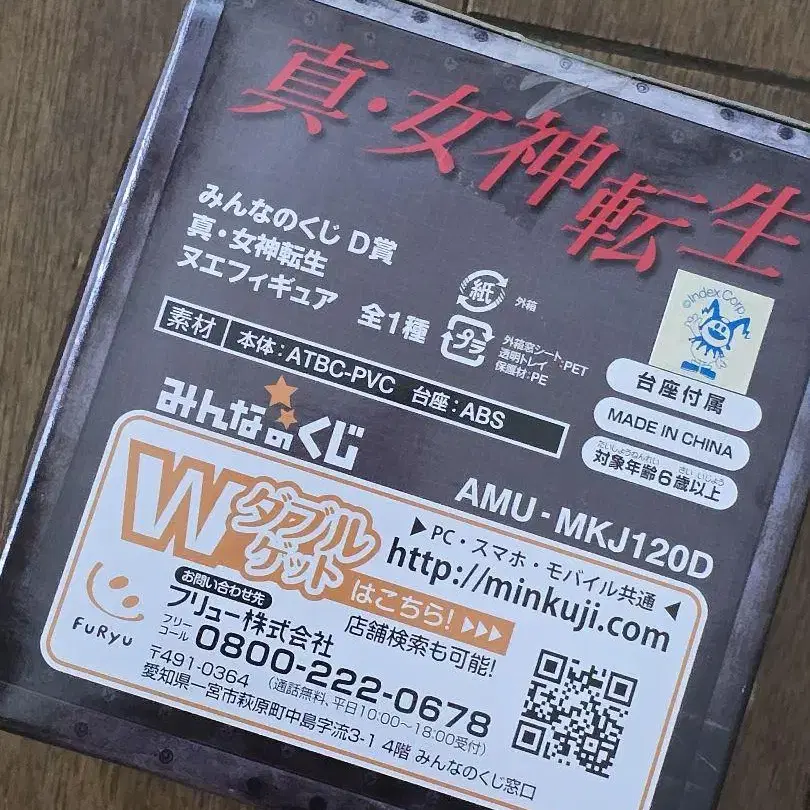 真・女神転生
みんなのくじ D賞
真・女神転生
ヌエフィギュア 全1種
紙 外箱
プラ 外箱窓シート・透明トレイ:PET
保護材:PE
素材 本体:ATBC-PVC 台座:ABS
©Index Corp
台座付属
MADE IN CHINA
たいしょうねんれい さい いじょう
対象年齢6歳以上
みんなのくじ
AMU-MKJ120D
Wダブルゲットはこちら!
PC・スマホ・モバイル共通
http://minkuji.com
店舗検索も可能!
FuRyu
お問い合わせ先
フリュー株式会社
フリーコール 0800-222-0678
〒491-0364 (通話無料、平日10:00~18:00受付)
愛知県一宮市萩原町中島字流3-1 4階 みんなのくじ窓口